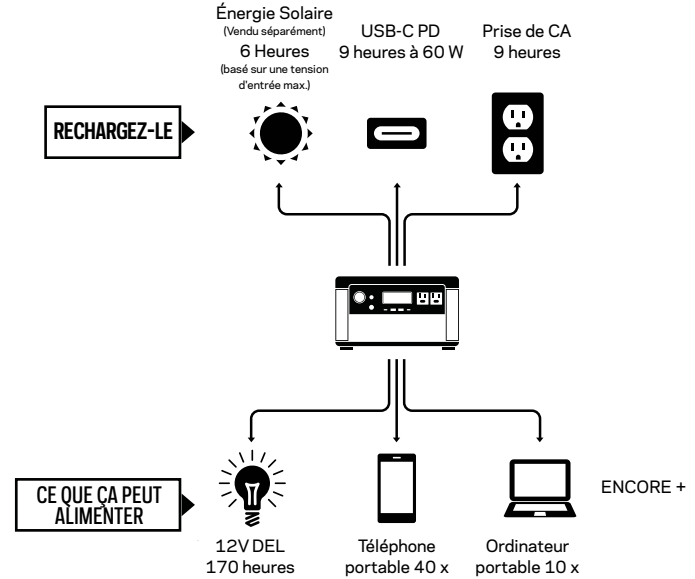 Énergie Solaire
(Vendu séparément)
6 Heures
(basé sur une tension
d'entrée max.)
USB-C PD
9 heures à 60 W
Prise de CA
9 heures
RECHARGEZ-LE
CE QUE ÇA PEUT
ALIMENTER
12V DEL
170 heures
Téléphone
portable 40 x
Ordinateur
portable 10 x
ENCORE +